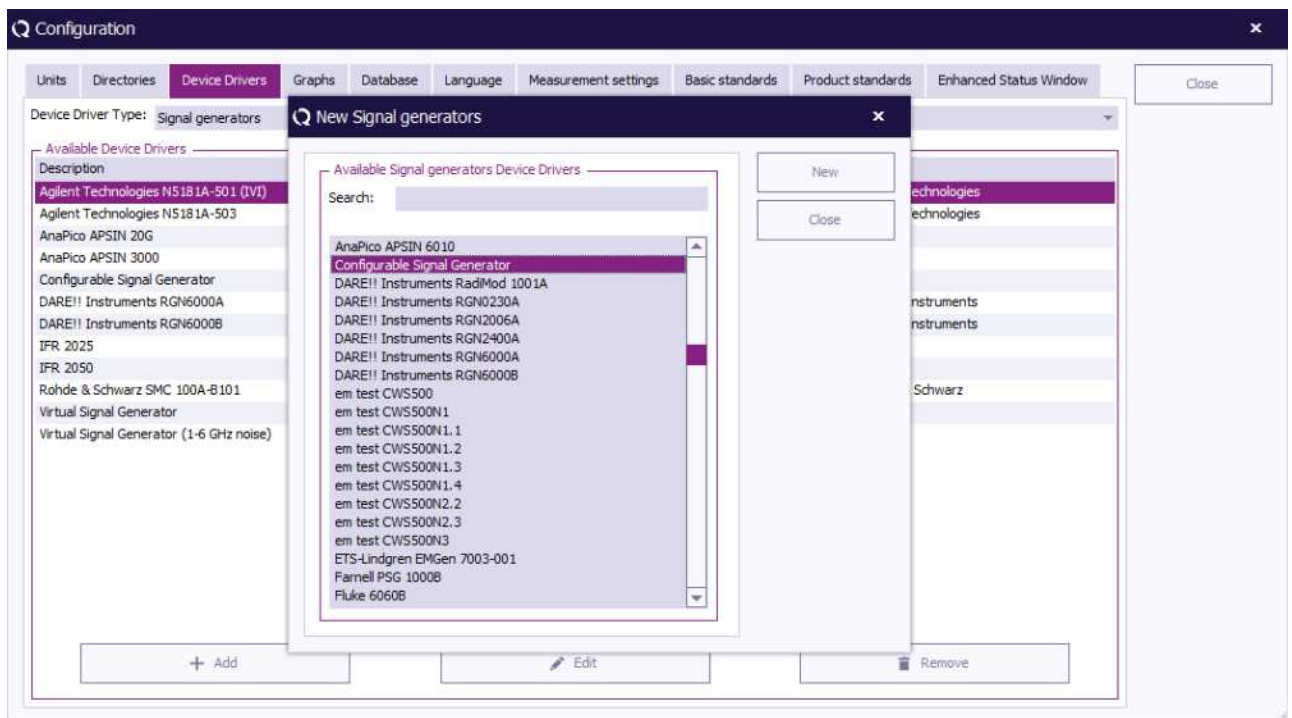 Configuration
Units Directories Device Drivers Graphs Database Language Measurement settings Basic standards Product standards Enhanced Status Window
Close
Device Driver Type: Signal generators
Available Device Drivers
Description
Agilent Technologies N5181A-501 (IVI)
Agilent Technologies N5181A-503
AnaPico APSIN 20G
AnaPico APSIN 3000
Configurable Signal Generator
DARE!! Instruments RGN6000A
DARE!! Instruments RGN6000B
IFR 2025
IFR 2050
Rohde & Schwarz SMC 100A-B101
Virtual Signal Generator
Virtual Signal Generator (1-6 GHz noise)
New Signal generators
Available Signal generators Device Drivers
Search:
AnaPico APSIN 6010
Configurable Signal Generator
DARE!! Instruments RadiMod 1001A
DARE!! Instruments RGN0230A
DARE!! Instruments RGN2006A
DARE!! Instruments RGN2400A
DARE!! Instruments RGN6000A
DARE!! Instruments RGN6000B
em test CWS500
em test CWS500N1
em test CWS500N1.1
em test CWS500N1.2
em test CWS500N1.3
em test CWS500N1.4
em test CWS500N2.2
em test CWS500N2.3
em test CWS500N3
ETS-Lindgren EMGen 7003-001
Farnell PSG 1000B
Fluke 6060B
New
Close
echnologies
echnologies
nstruments
nstruments
Schwarz
+ Add
Edit
Remove